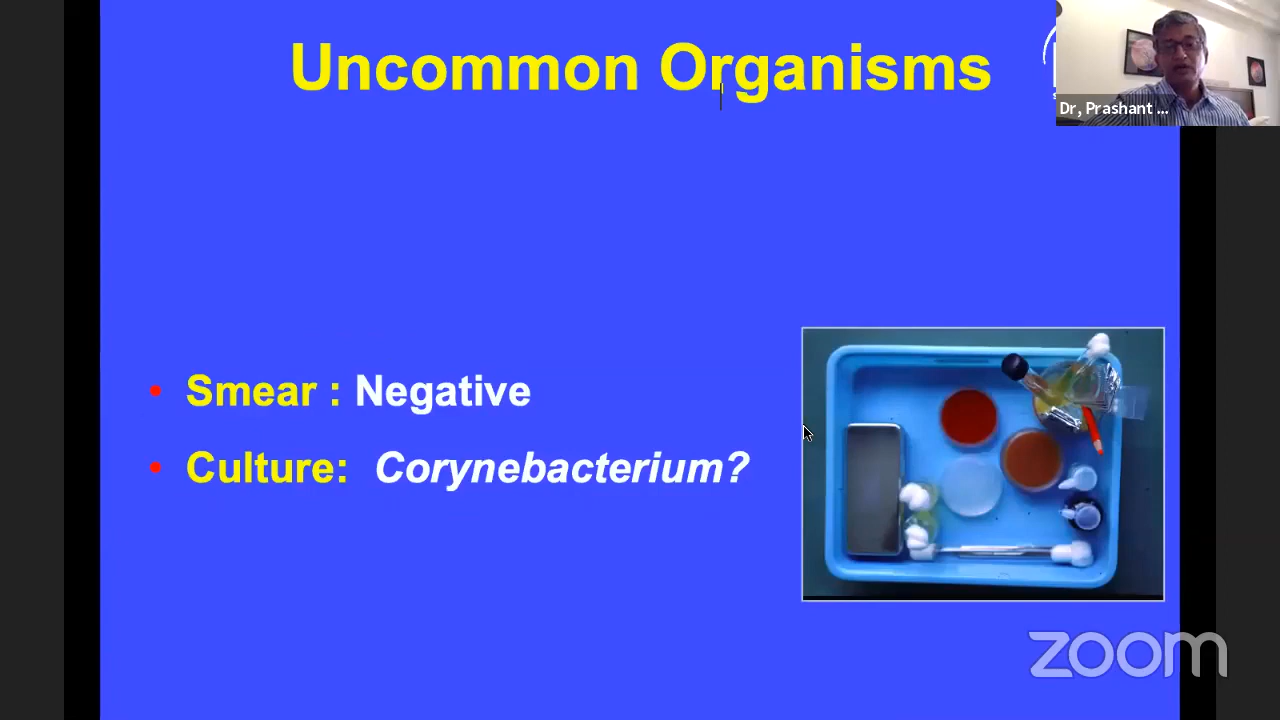 Uncommon Organisms
Dr, Prashant ...
• Smear : Negative
• Culture: Corynebacterium?
zoom